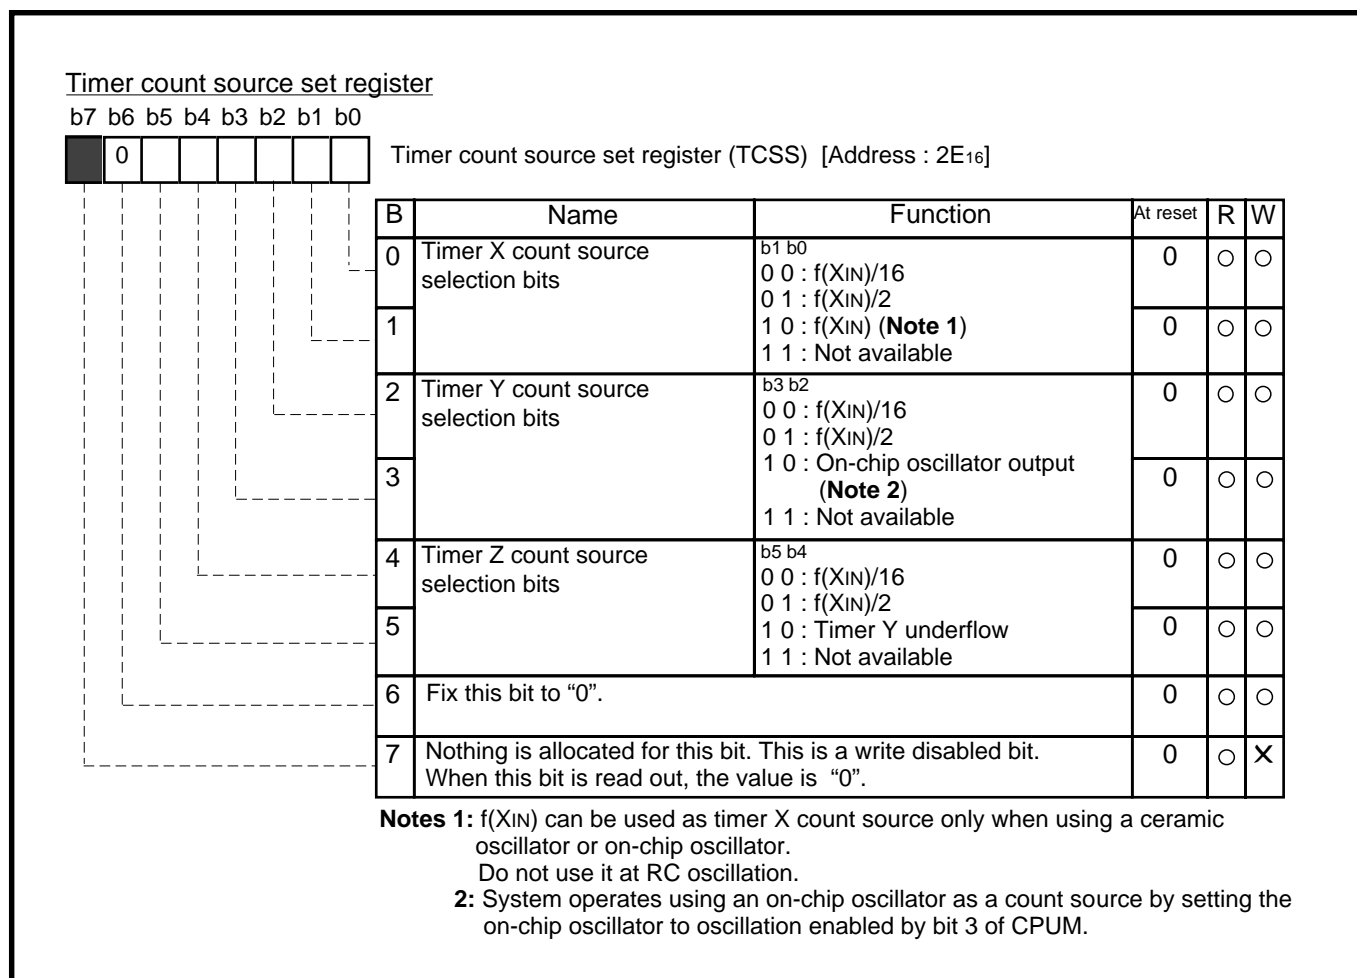 Timer count source set register
b7 b6 b5 b4 b3 b2 b1 b0
0
Timer count source set register (TCSS) [Address : 2E16]
B Name Function At reset R W
0 Timer X count source selection bits
b1 b0
0 0 : f(XIN)/16
0 1 : f(XIN)/2
1 0 : f(XIN) (Note 1)
1 1 : Not available
0 ○ ○
1 0 ○ ○
2 Timer Y count source selection bits
b3 b2
0 0 : f(XIN)/16
0 1 : f(XIN)/2
1 0 : On-chip oscillator output
(Note 2)
1 1 : Not available
0 ○ ○
3 0 ○ ○
4 Timer Z count source selection bits
b5 b4
0 0 : f(XIN)/16
0 1 : f(XIN)/2
1 0 : Timer Y underflow
1 1 : Not available
0 ○ ○
5 0 ○ ○
6 Fix this bit to “0”. 0 ○ ○
7 Nothing is allocated for this bit. This is a write disabled bit.
When this bit is read out, the value is “0”.
0 ○ X
Notes 1: f(XIN) can be used as timer X count source only when using a ceramic
oscillator or on-chip oscillator.
Do not use it at RC oscillation.
2: System operates using an on-chip oscillator as a count source by setting the
on-chip oscillator to oscillation enabled by bit 3 of CPUM.